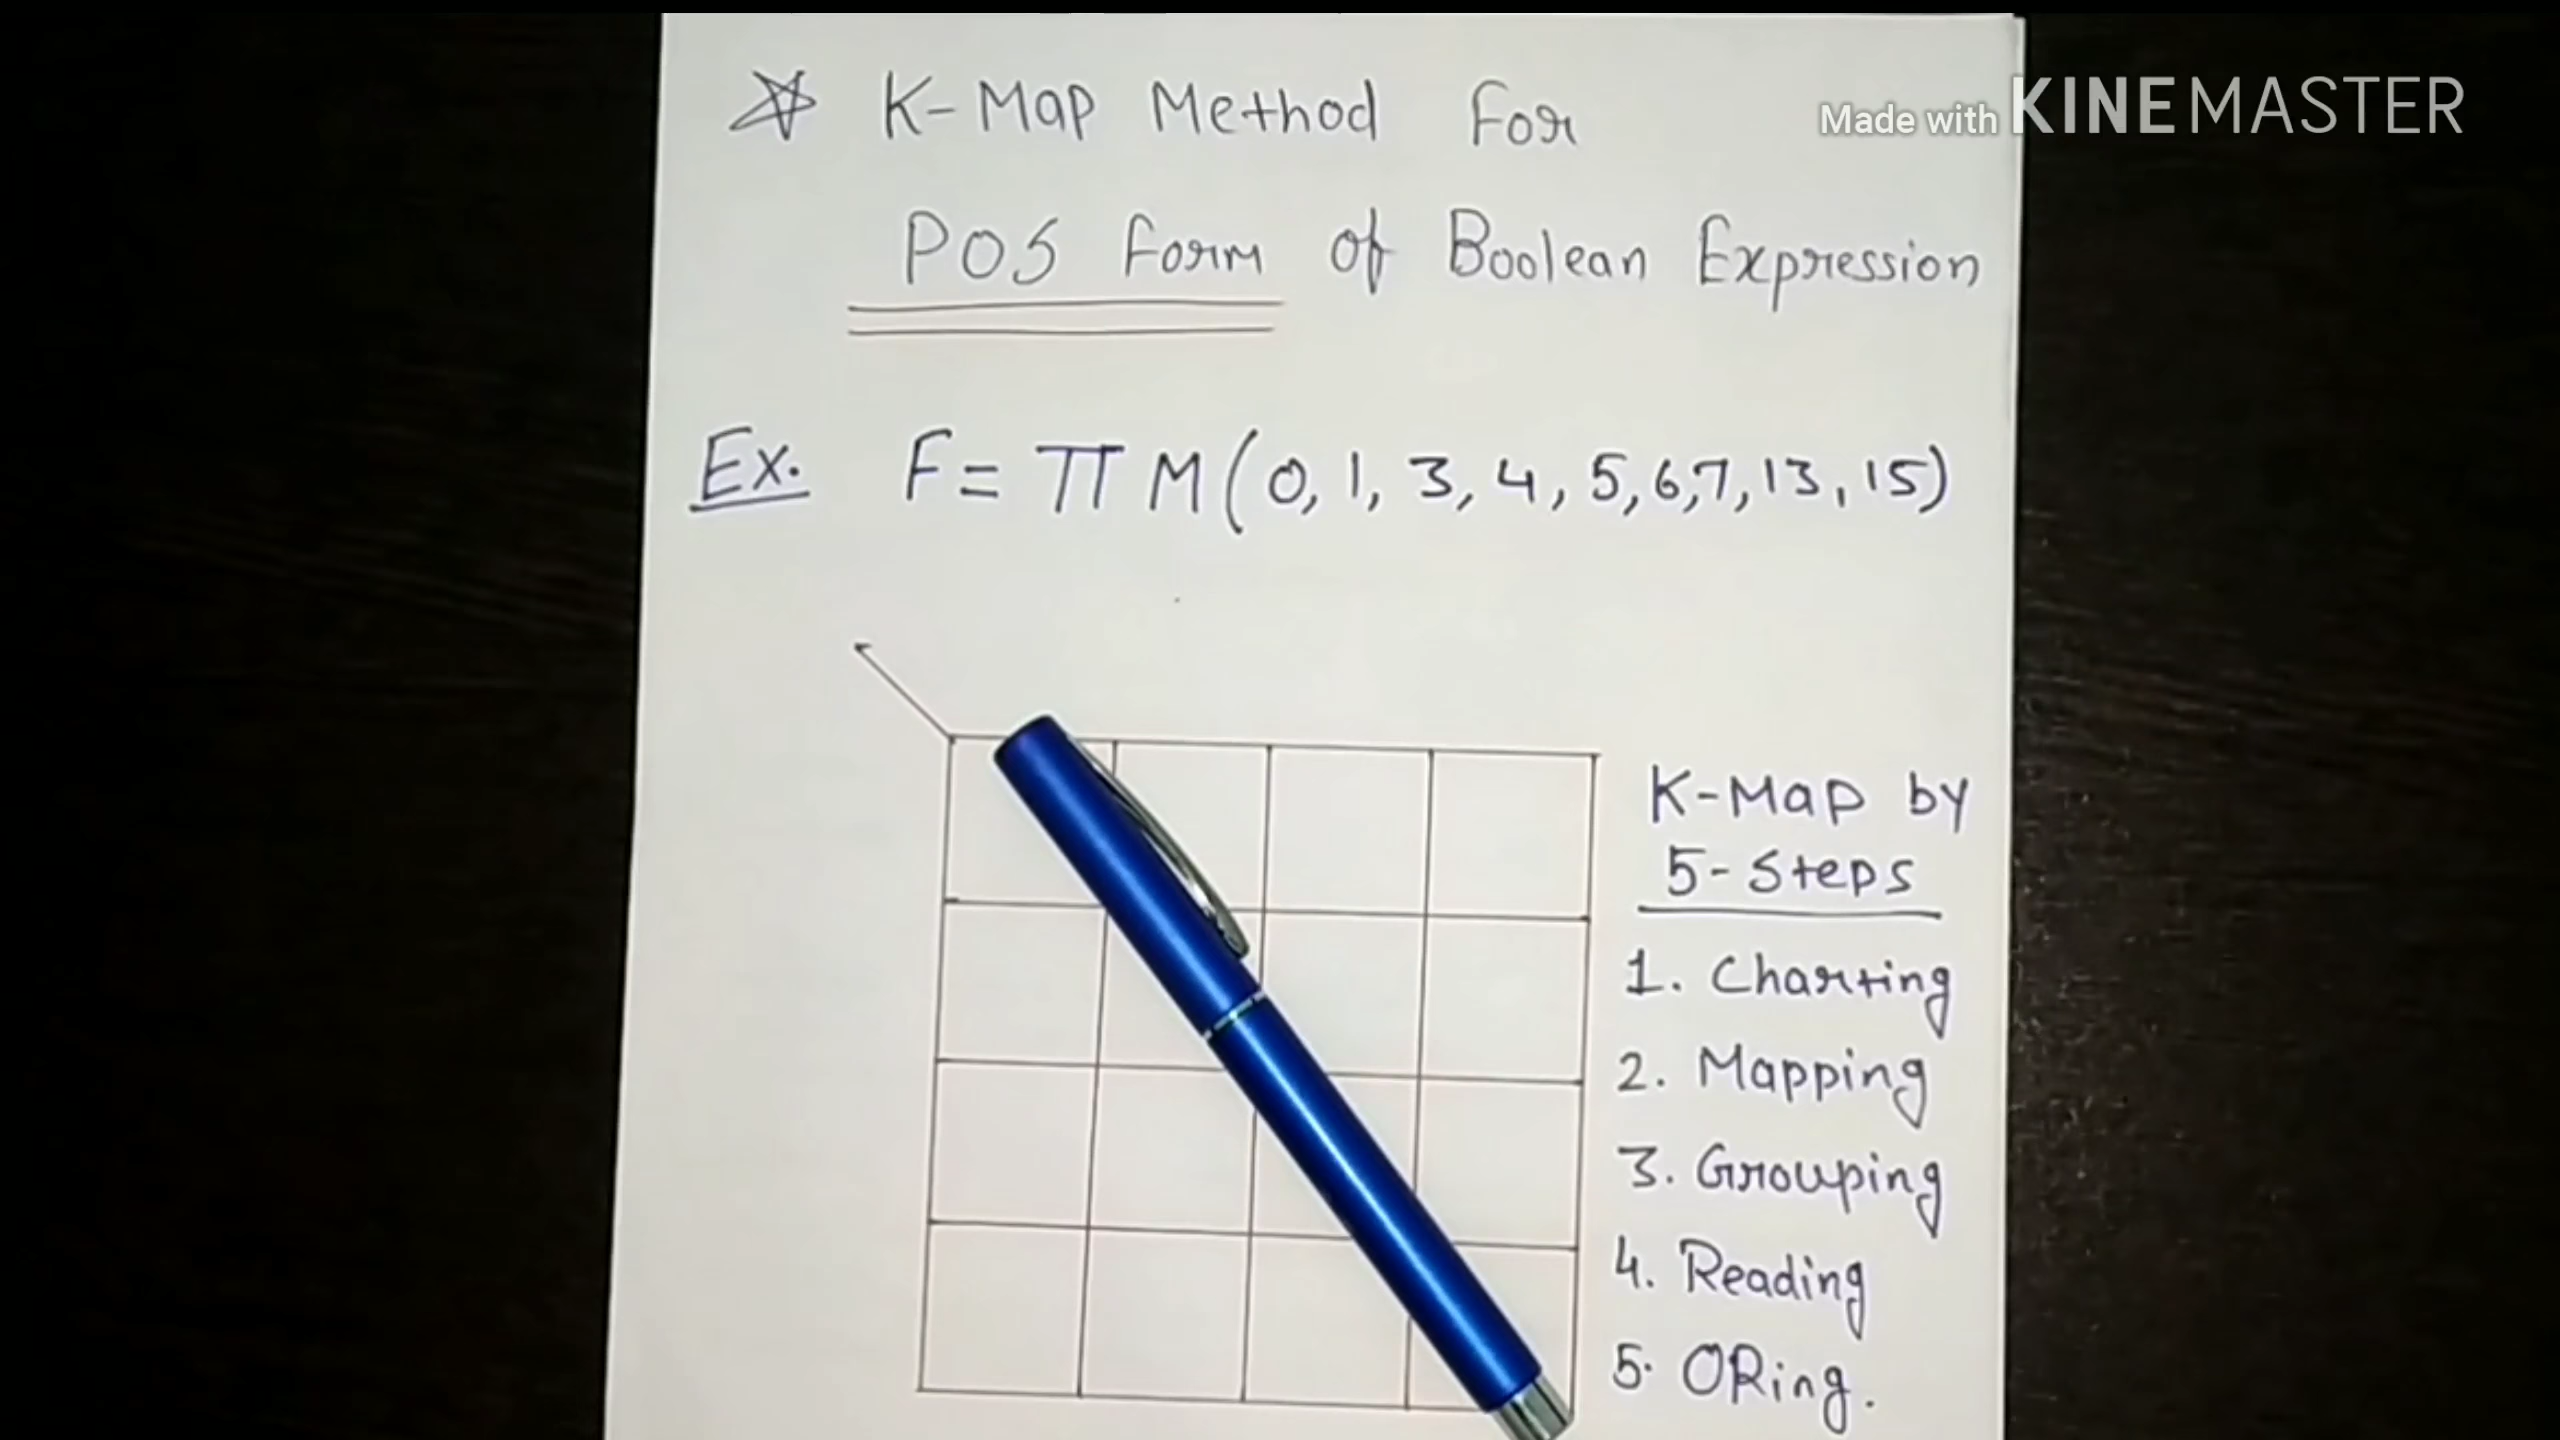 K-Map Method For
Made with KINEMASTER
POS Form of Boolean Expression
Ex. F = π M (0, 1, 3, 4, 5, 6, 7, 13, 15)
K-Map by
5-Steps
1. Charting
2. Mapping
3. Grouping
4. Reading
5. ORing.